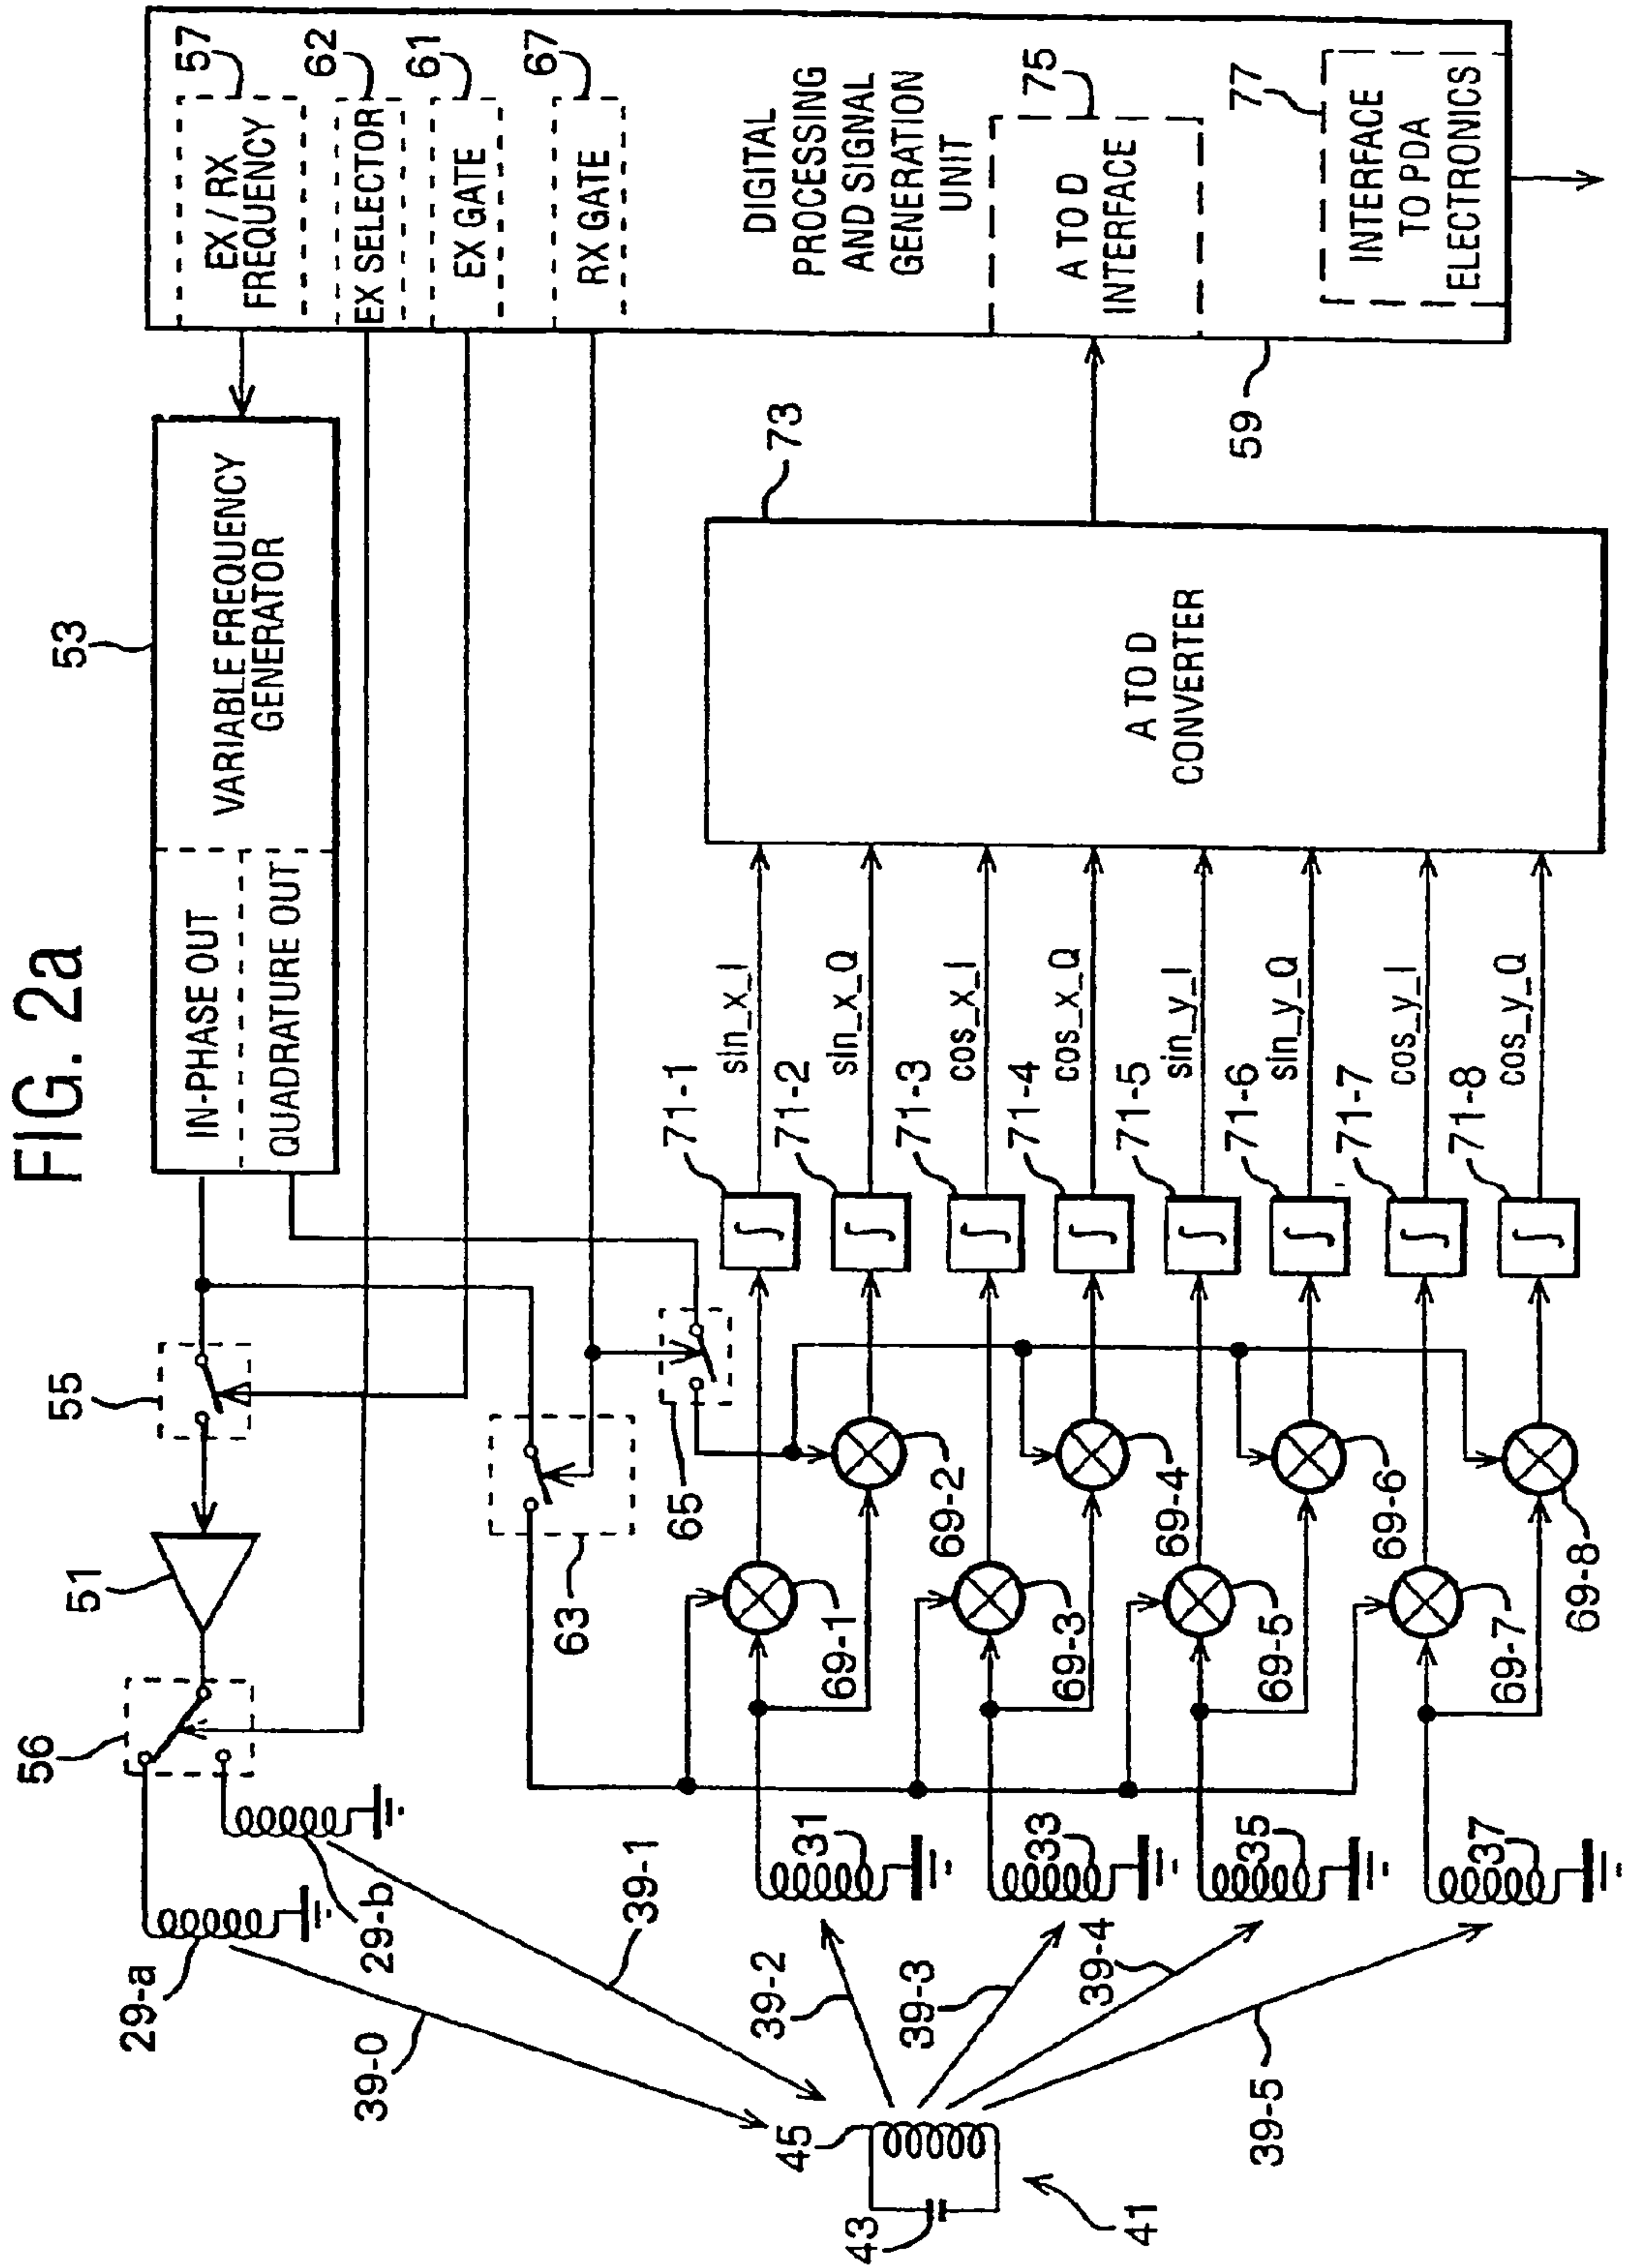 FIG. 2a
53
57
62
61
67
EX / RX
FREQUENCY
EX SELECTOR
EX GATE
RX GATE
DIGITAL
PROCESSING
AND SIGNAL
GENERATION
UNIT
75
A TO D
INTERFACE
77
INTERFACE
TO PDA
ELECTRONICS
59
VARIABLE FREQUENCY
GENERATOR
IN-PHASE OUT
QUADRATURE OUT
73
A TO D
CONVERTER
55
51
56
63
65
29-a
29-b
39-0
39-1
71-1
sin_x_I
71-2
sin_x_Q
71-3
cos_x_I
71-4
cos_x_Q
71-5
sin_y_I
71-6
sin_y_Q
71-7
cos_y_I
71-8
cos_y_Q
69-1
69-2
69-3
69-4
69-5
69-6
69-7
69-8
31
33
35
37
39-2
39-3
39-4
39-5
45
43
41